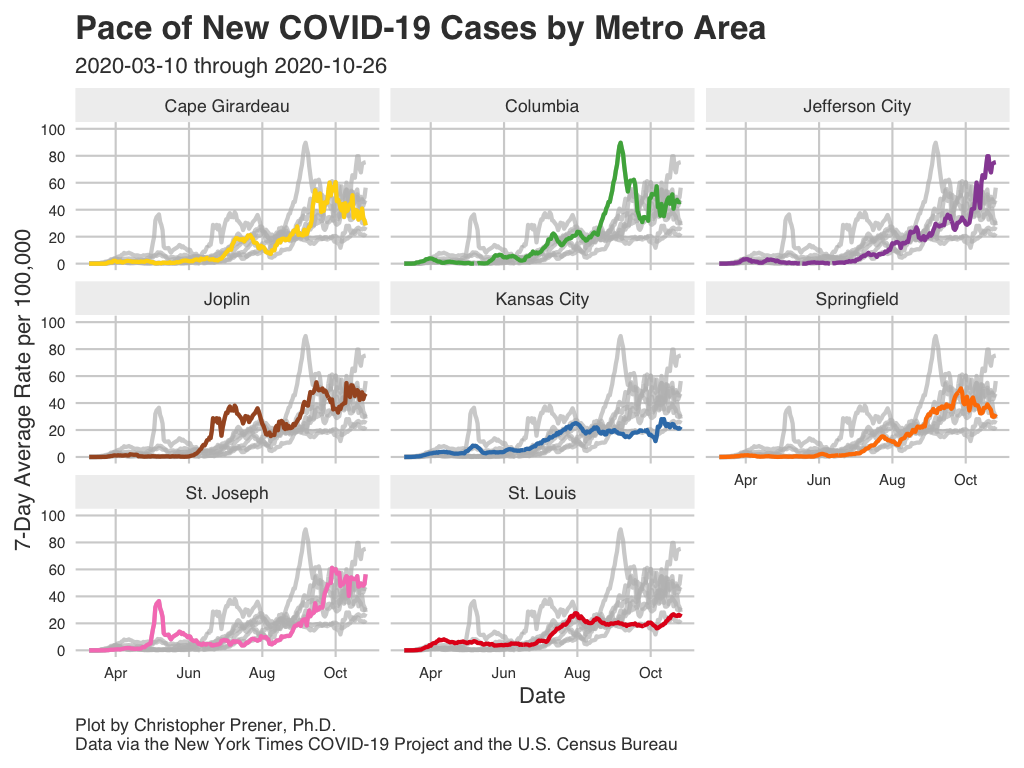 Pace of New COVID-19 Cases by Metro Area
2020-03-10 through 2020-10-26
Cape Girardeau
Columbia
Jefferson City
100
80
60
40
20
0
Joplin
Kansas City
Springfield
100
80
60
40
20
0
Apr
Jun
Aug
Oct
St. Joseph
St. Louis
100
80
60
40
20
0
Apr
Jun
Aug
Oct
Apr
Jun
Aug
Oct
7-Day Average Rate per 100,000
Date
Plot by Christopher Prener, Ph.D.
Data via the New York Times COVID-19 Project and the U.S. Census Bureau